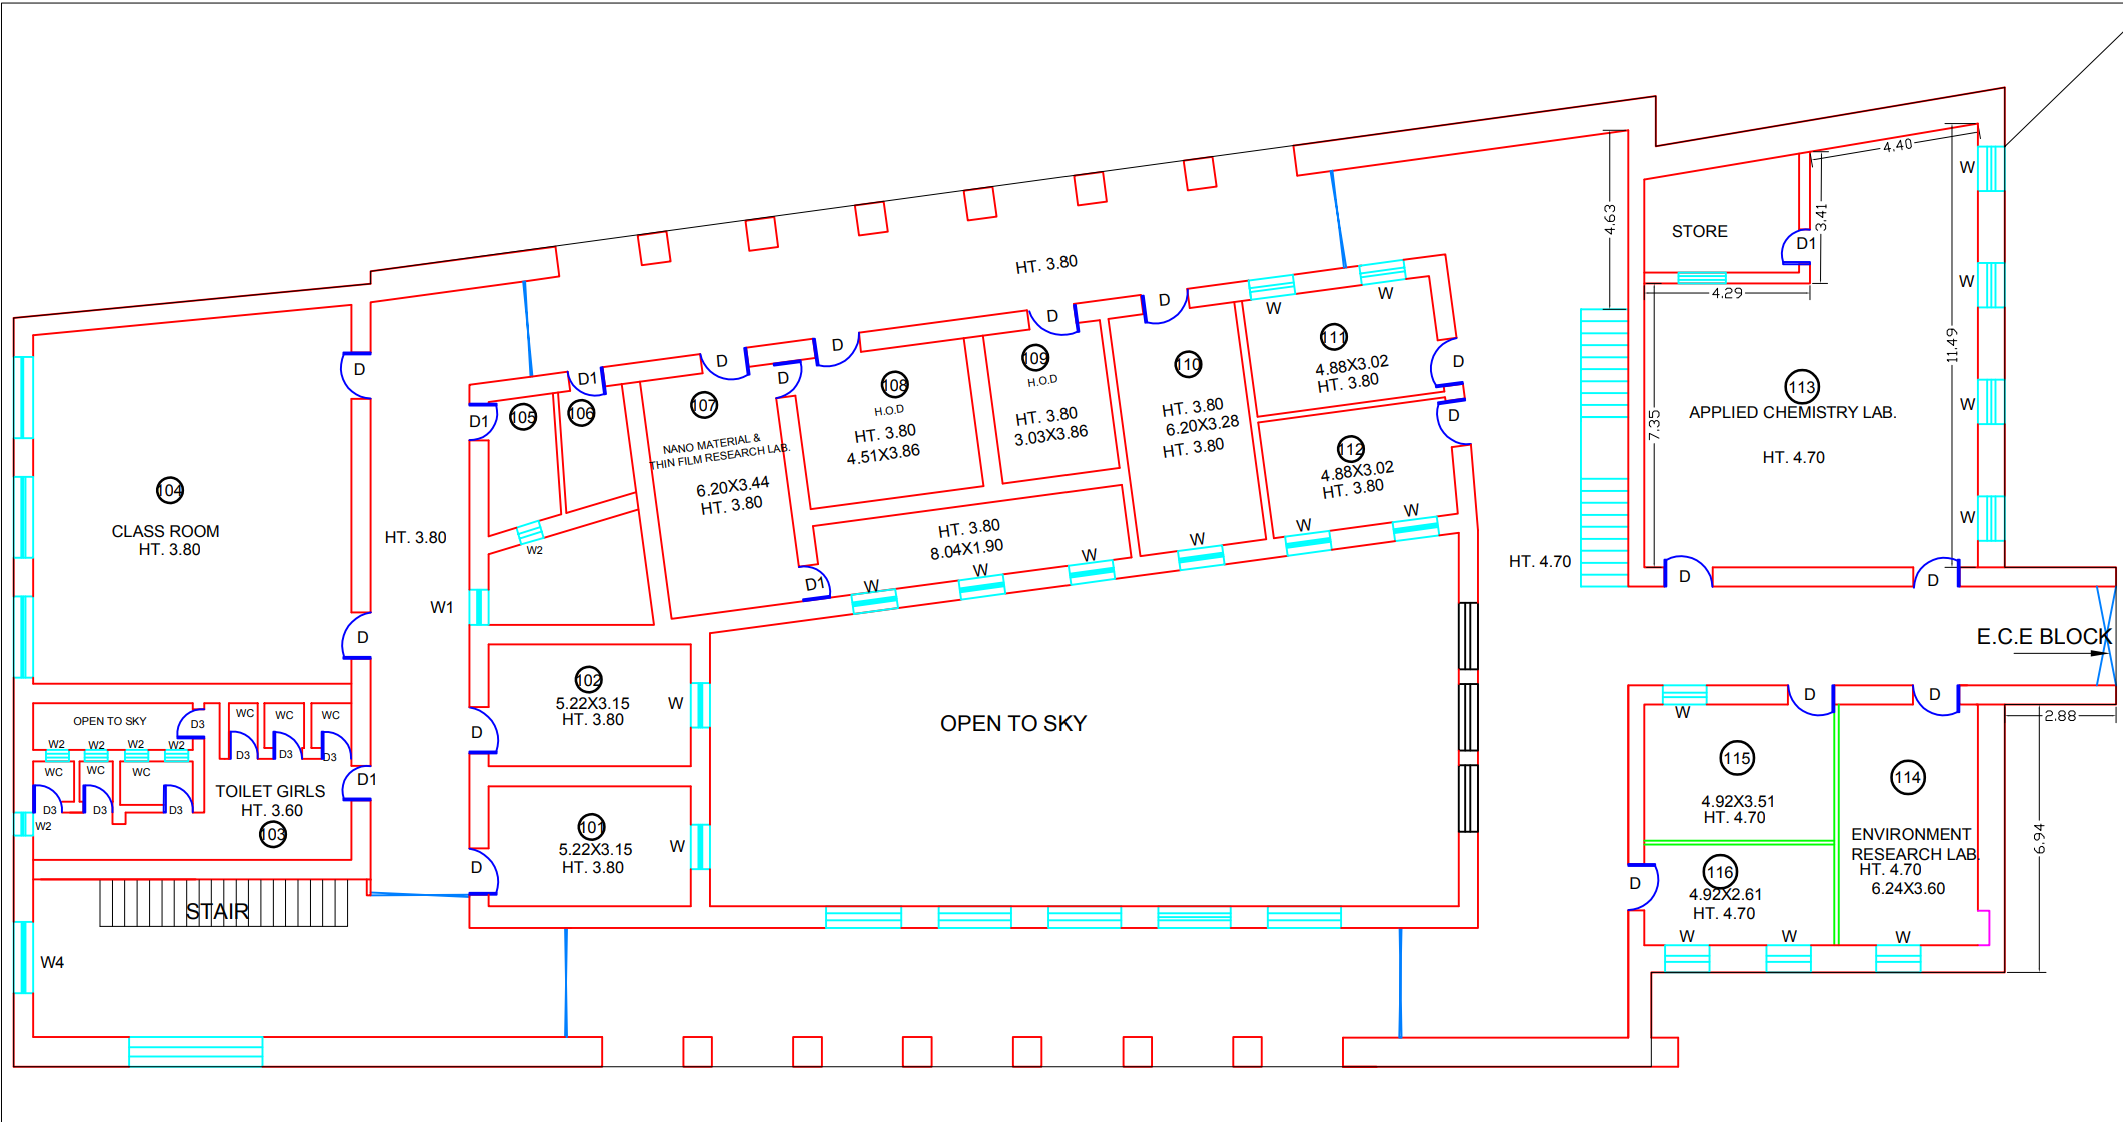 4.40
W
4.63
3.41
STORE
D1
HT. 3.80
W
4.29
W
W
D
D
11.49
111
4.88X3.02
HT. 3.80
D
D
D
D
D
D1
D
110
109
H.O.D
HT. 3.80
3.03X3.86
HT. 3.80
6.20X3.28
HT. 3.80
108
H.O.D
HT. 3.80
4.51X3.86
107
NANO MATERIAL &
THIN FILM RESEARCH LAB.
6.20X3.44
HT. 3.80
106
105
D1
D
112
4.88X3.02
HT. 3.80
113
APPLIED CHEMISTRY LAB.
HT. 4.70
7.35
W
W
104
CLASS ROOM
HT. 3.80
HT. 3.80
W2
HT. 3.80
8.04X1.90
W
W
W
W
W
W
D1
W1
HT. 4.70
D
D
D
E.C.E BLOCK
102
5.22X3.15
HT. 3.80
W
D
OPEN TO SKY
D
D
W
2.88
OPEN TO SKY
D3
WC
WC
WC
W2
W2
W2
W2
D3
D3
D3
WC
WC
WC
D3
D3
D3
W2
TOILET GIRLS
HT. 3.60
103
D1
101
5.22X3.15
HT. 3.80
W
D
115
4.92X3.51
HT. 4.70
114
ENVIRONMENT
RESEARCH LAB.
HT. 4.70
6.24X3.60
6.94
116
4.92X2.61
HT. 4.70
D
W
W
W
STAIR
W4